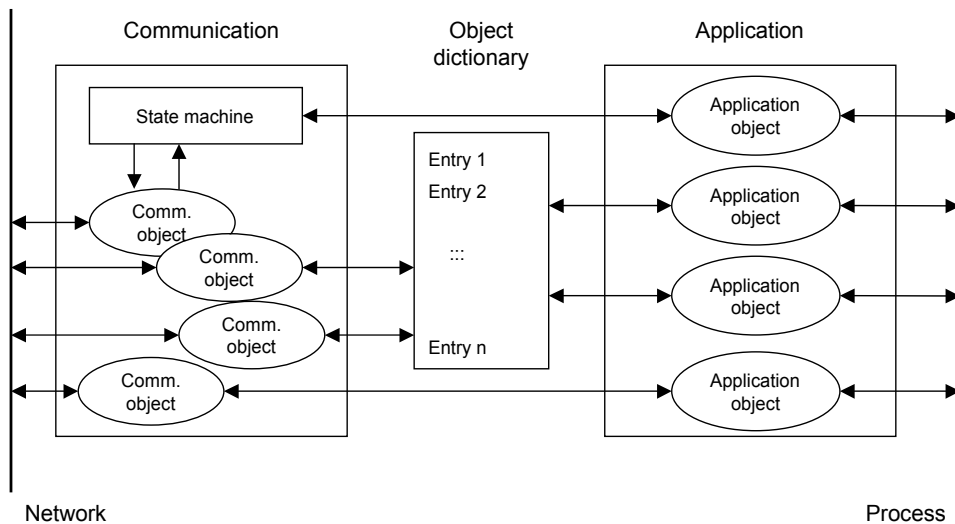 Communication
Object
dictionary
Application
State machine
Comm.
object
Comm.
object
Comm.
object
Comm.
object
Entry 1
Entry 2
:::
Entry n
Application
object
Application
object
Application
object
Application
object
Network
Process